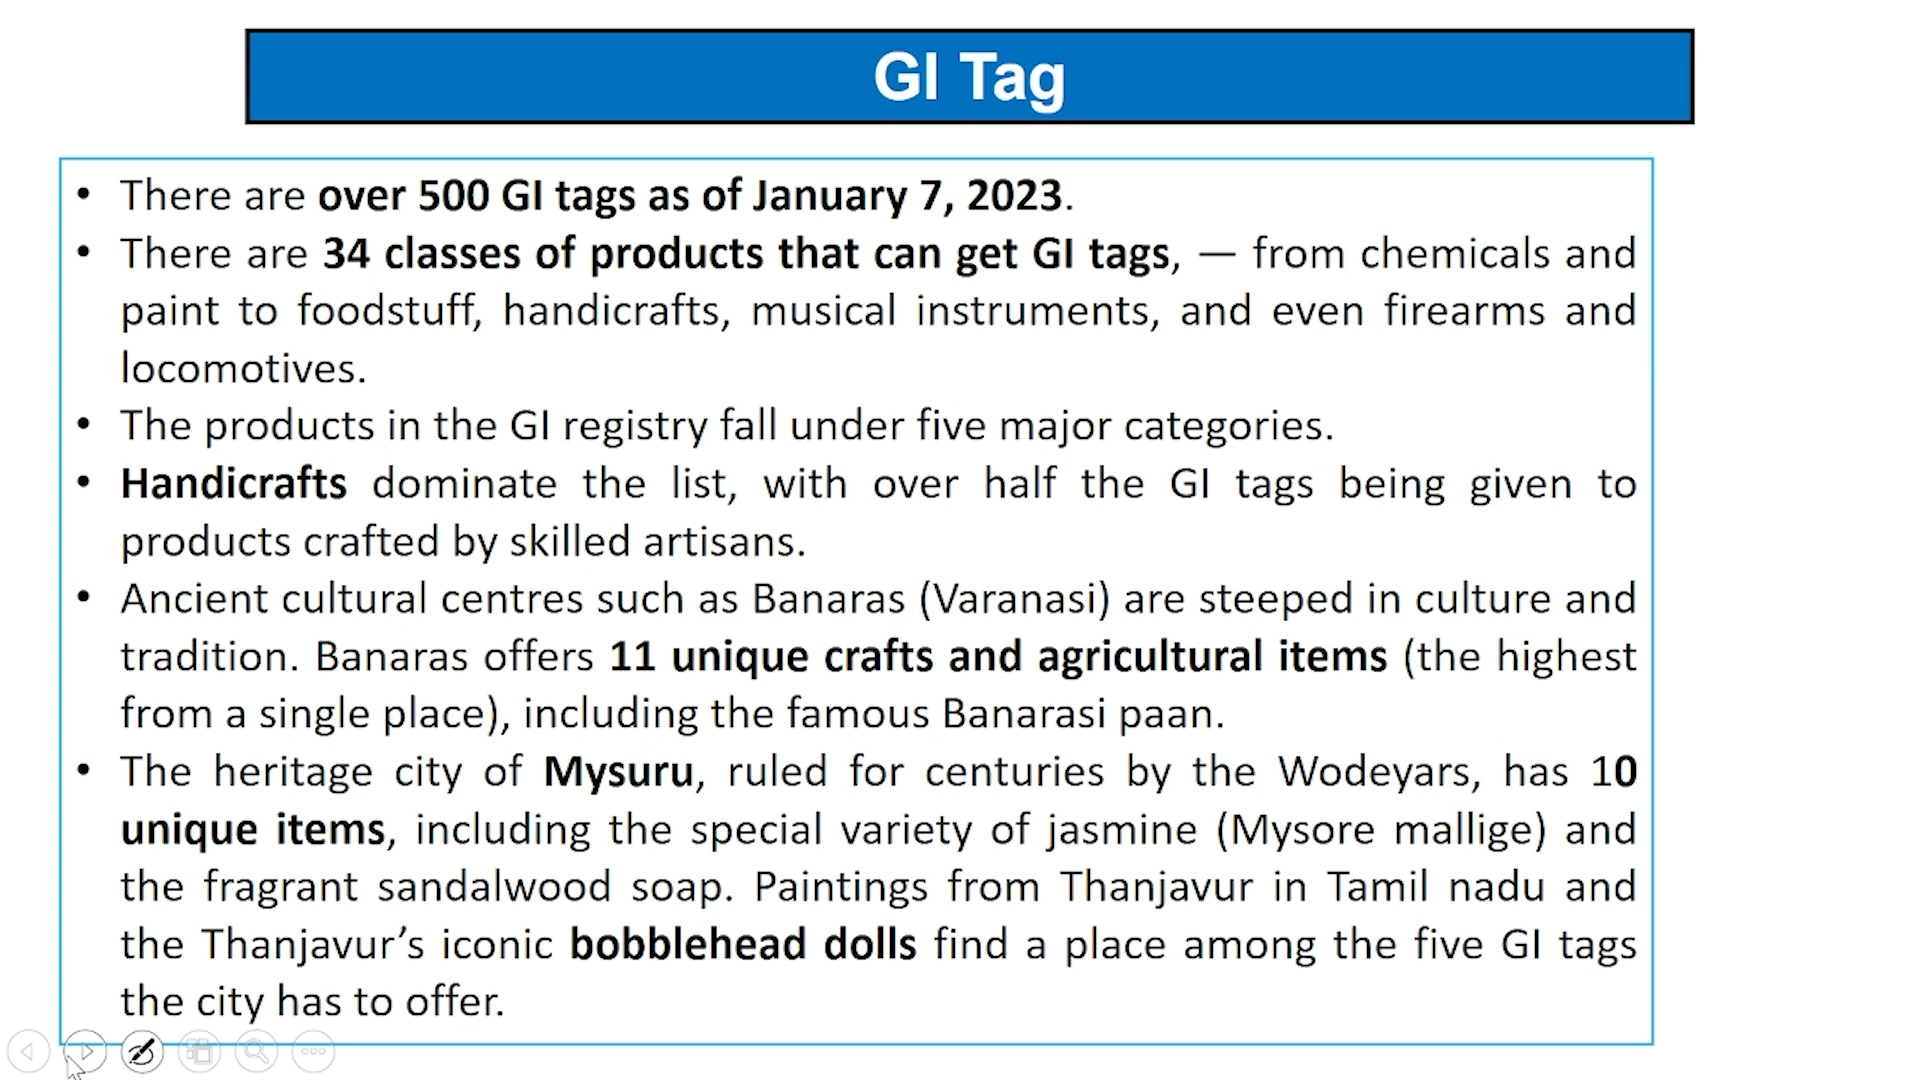 GI Tag
• There are over 500 GI tags as of January 7, 2023.
• There are 34 classes of products that can get GI tags, — from chemicals and
paint to foodstuff, handicrafts, musical instruments, and even firearms and
locomotives.
• The products in the GI registry fall under five major categories.
• Handicrafts dominate the list, with over half the GI tags being given to
products crafted by skilled artisans.
• Ancient cultural centres such as Banaras (Varanasi) are steeped in culture and
tradition. Banaras offers 11 unique crafts and agricultural items (the highest
from a single place), including the famous Banarasi paan.
• The heritage city of Mysuru, ruled for centuries by the Wodeyars, has 10
unique items, including the special variety of jasmine (Mysore mallige) and
the fragrant sandalwood soap. Paintings from Thanjavur in Tamil nadu and
the Thanjavur’s iconic bobblehead dolls find a place among the five GI tags
the city has to offer.